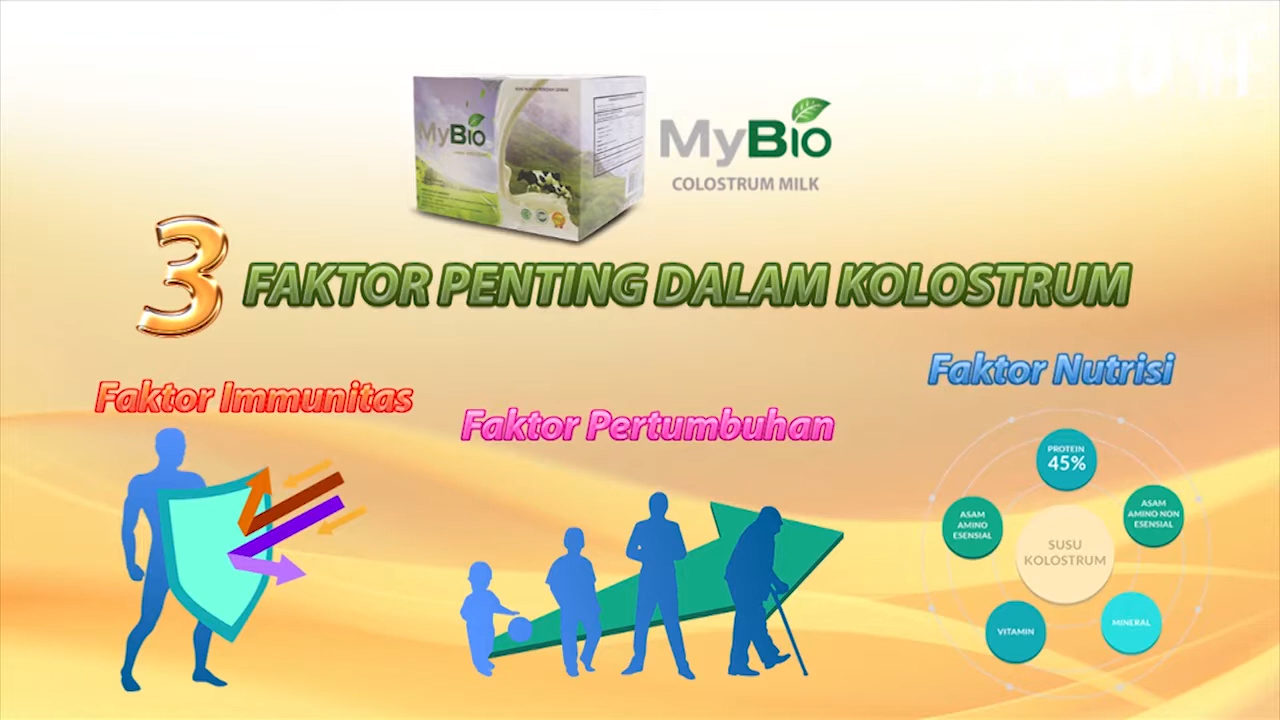 MyBio
MyBio
COLOSTRUM MILK
3 FAKTOR PENTING DALAM KOLOSTRUM
Faktor Immunitas
Faktor Pertumbuhan
Faktor Nutrisi
PROTEIN
45%
ASAM
AMINO
ESENSIAL
ASAM
AMINO NON
ESENSIAL
SUSU
KOLOSTRUM
VITAMIN
MINERAL